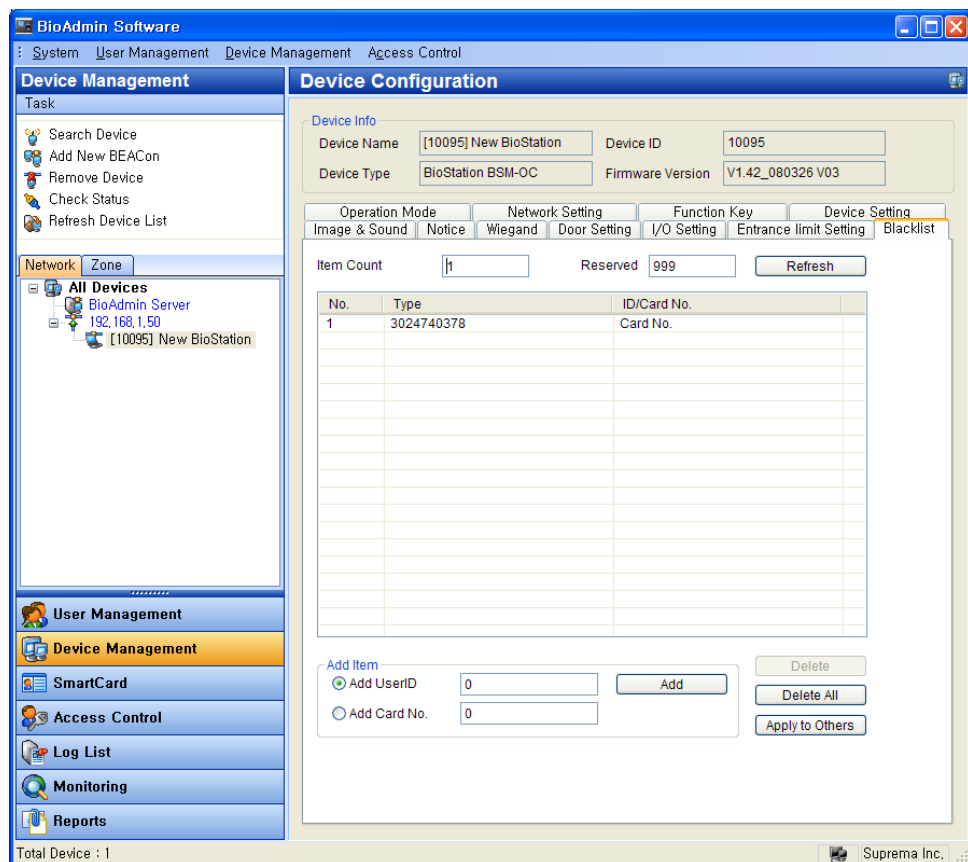 BioAdmin Software
System User Management Device Management Access Control
Device Management
Task
Search Device
Add New BEACon
Remove Device
Check Status
Refresh Device List
Network Zone
All Devices
BioAdmin Server
192.168.1.50
[10095] New BioStation
User Management
Device Management
SmartCard
Access Control
Log List
Monitoring
Reports
Device Configuration
Device Info
Device Name [10095] New BioStation Device ID 10095
Device Type BioStation BSM-OC Firmware Version V1.42_080326 V03
Operation Mode Network Setting Function Key Device Setting
Image & Sound Notice Wiegand Door Setting I/O Setting Entrance limit Setting Blacklist
Item Count 1 Reserved 999 Refresh
No. Type ID/Card No.
1 3024740378 Card No.
Add Item
Add UserID 0 Add
Add Card No. 0
Delete
Delete All
Apply to Others
Total Device : 1 Suprema Inc.